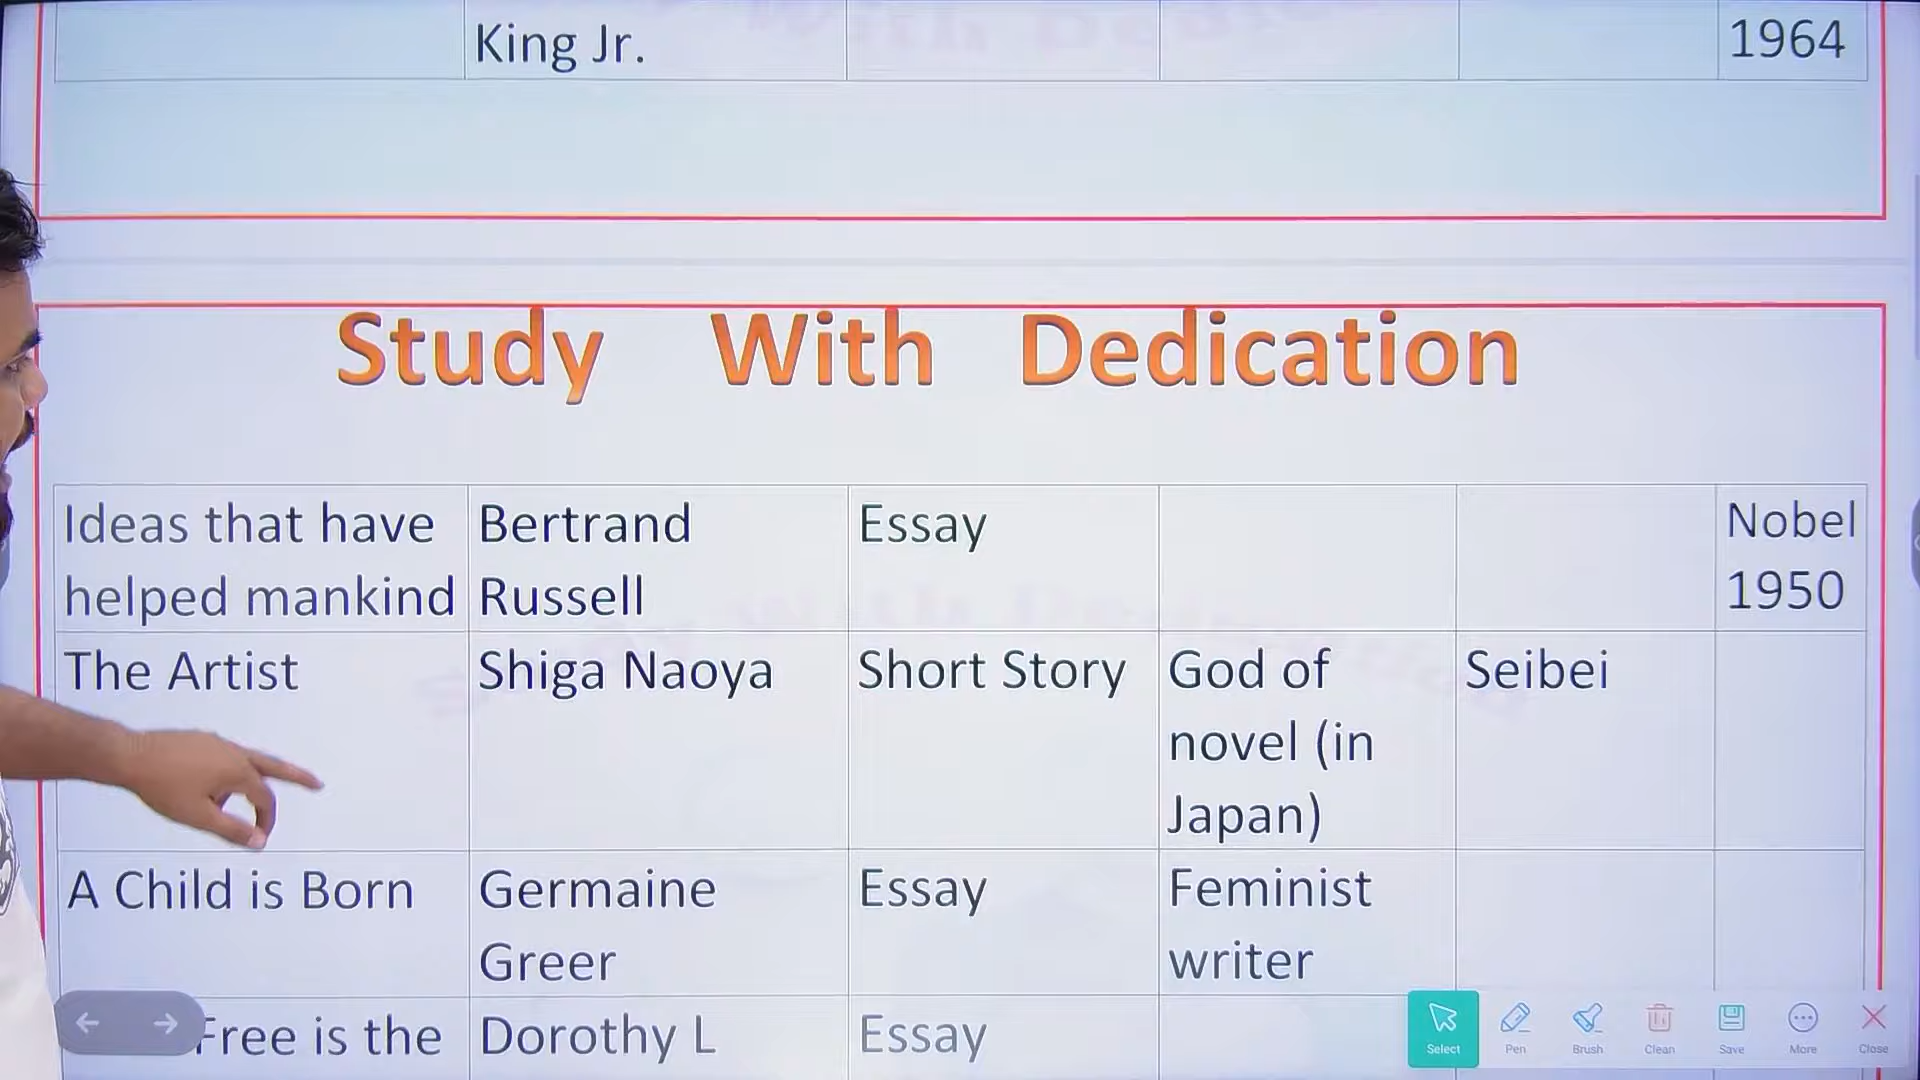 King Jr. 1964
Study With Dedication
Ideas that have Bertrand Essay Nobel
helped mankind Russell 1950
The Artist Shiga Naoya Short Story God of Seibei
novel (in
Japan)
A Child is Born Germaine Essay Feminist
Greer writer
Free is the Dorothy L Essay
Select Pen Brush Clean Save More Close